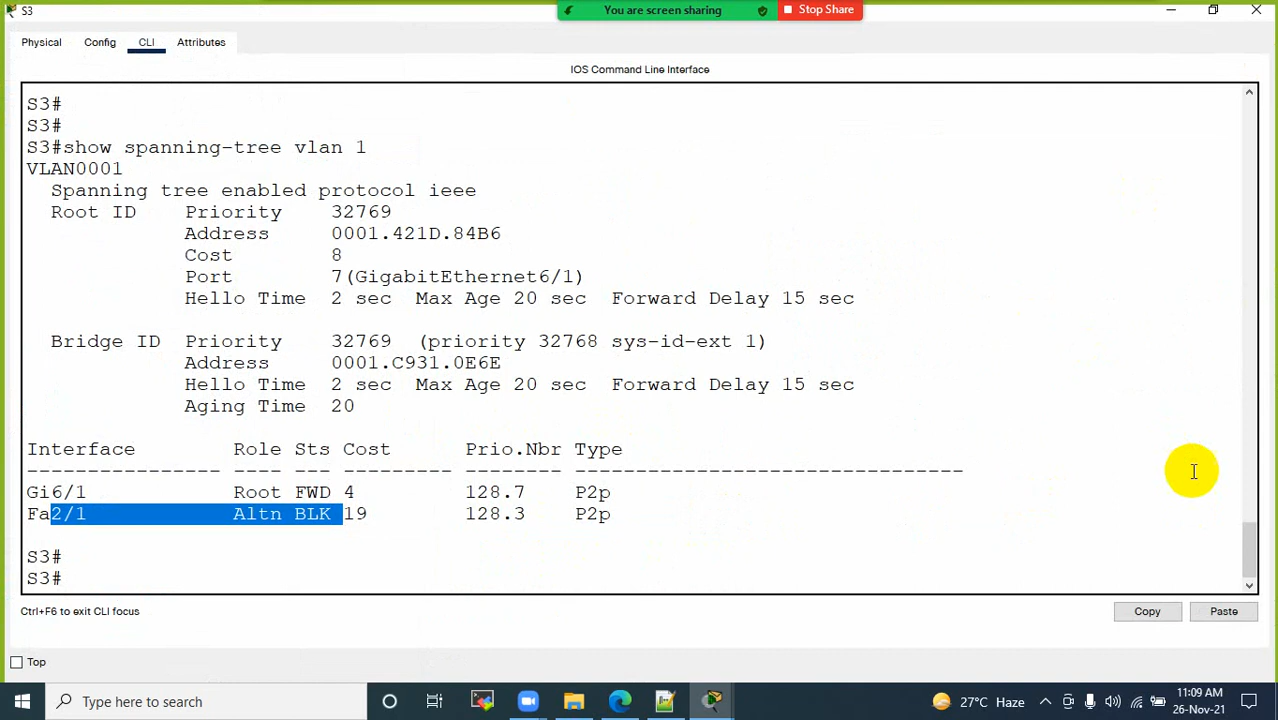 S3
You are screen sharing
Stop Share
Physical
Config
CLI
Attributes
IOS Command Line Interface
S3#
S3#
S3#show spanning-tree vlan 1
VLAN0001
Spanning tree enabled protocol ieee
Root ID Priority 32769
Address 0001.421D.84B6
Cost 8
Port 7(GigabitEthernet6/1)
Hello Time 2 sec Max Age 20 sec Forward Delay 15 sec
Bridge ID Priority 32769 (priority 32768 sys-id-ext 1)
Address 0001.C931.0E6E
Hello Time 2 sec Max Age 20 sec Forward Delay 15 sec
Aging Time 20
Interface Role Sts Cost Prio.Nbr Type
---------------- ---- --- --------- -------- --------------------------------
Gi6/1 Root FWD 4 128.7 P2p
Fa2/1 Altn BLK 19 128.3 P2p
S3#
S3#
Ctrl+F6 to exit CLI focus
Copy
Paste
Top
Type here to search
27°C Haze
11:09 AM
26-Nov-21